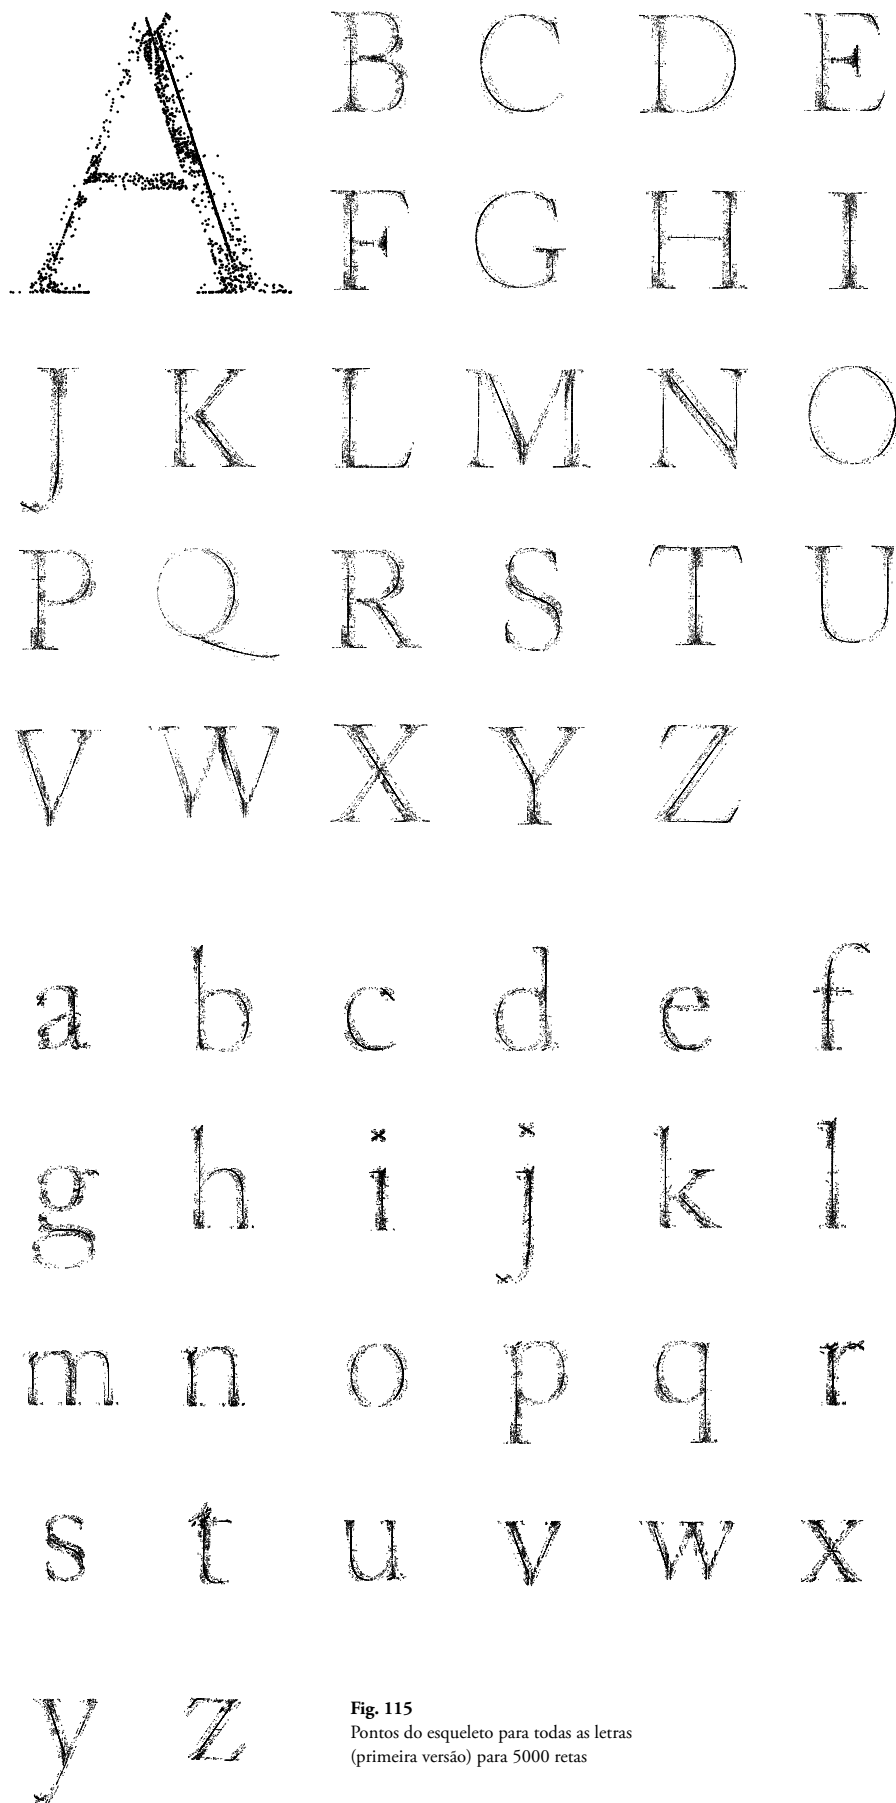 A B C D E
F G H I
J K L M N O
P Q R S T U
V W X Y Z
a b c d e f
g h i j k l
m n o p q r
s t u v w x
y z
Fig. 115
Pontos do esqueleto para todas as letras
(primeira versão) para 5000 retas